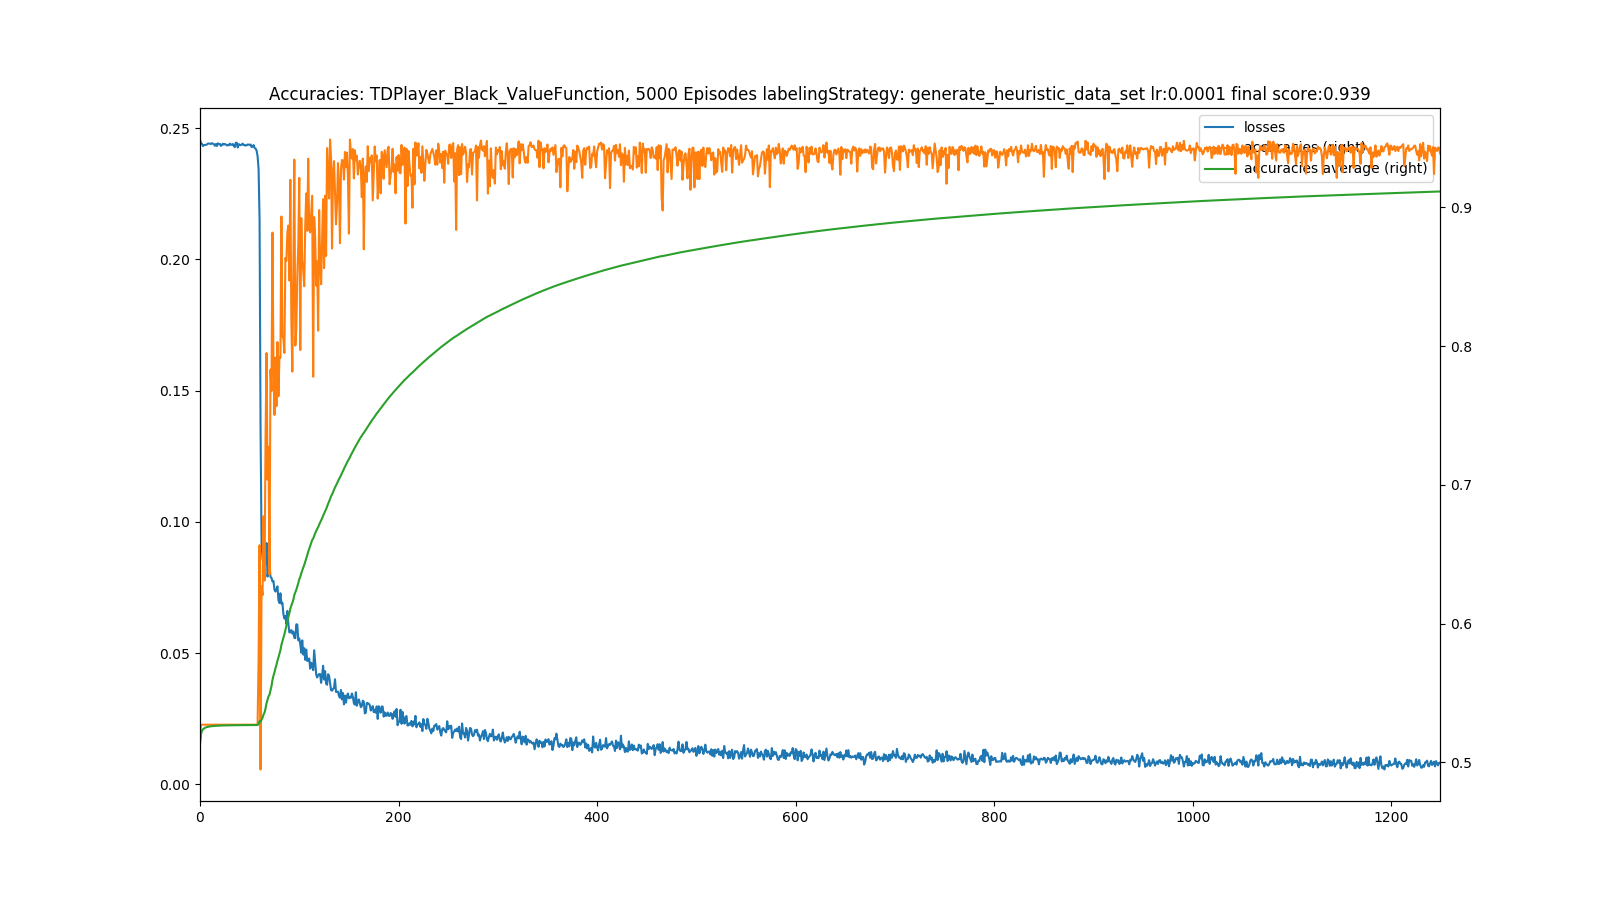 Accuracies: TDPlayer_Black_ValueFunction, 5000 Episodes labelingStrategy: generate_heuristic_data_set lr:0.0001 final score:0.939
losses
accuracies (right)
accuracies average (right)
0.25
0.20
0.15
0.10
0.05
0.00
0.9
0.8
0.7
0.6
0.5
0 200 400 600 800 1000 1200